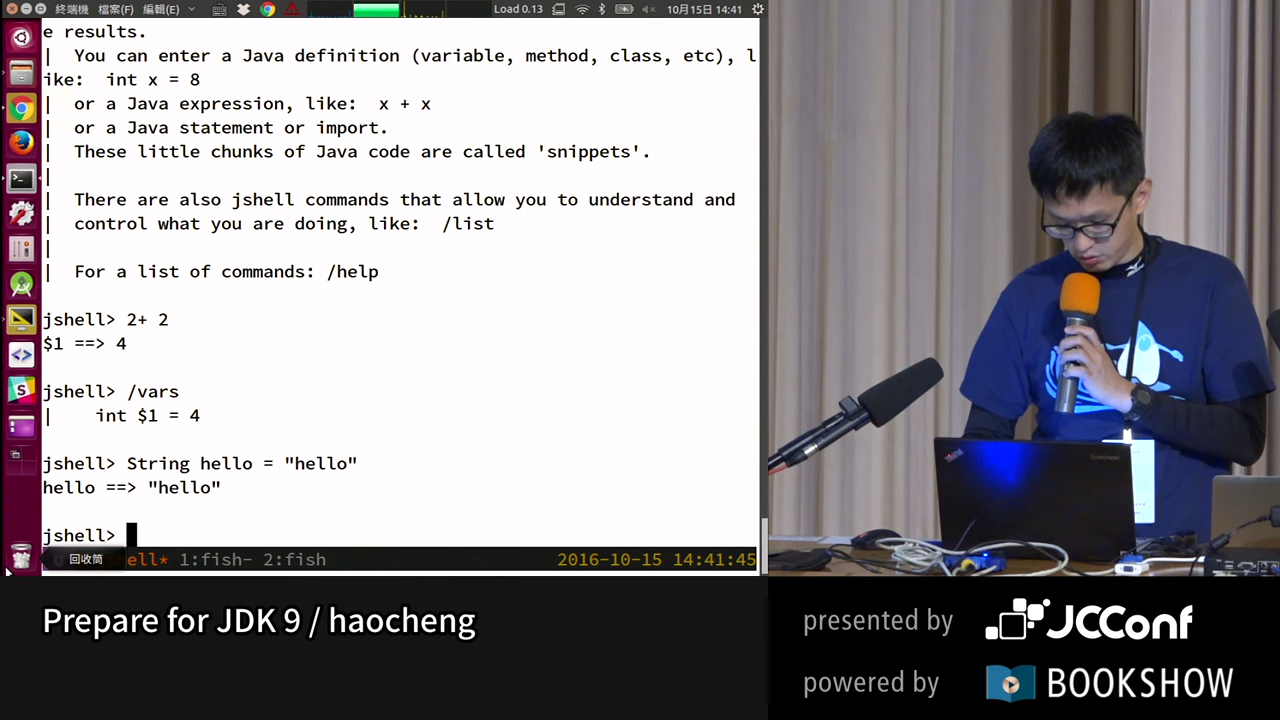 終端機 檔案(F) 編輯(E) Load 0.13 10月15日 14:41
e results.
| You can enter a Java definition (variable, method, class, etc), l
ike: int x = 8
| or a Java expression, like: x + x
| or a Java statement or import.
| These little chunks of Java code are called 'snippets'.
|
| There are also jshell commands that allow you to understand and
| control what you are doing, like: /list
|
| For a list of commands: /help
jshell> 2+ 2
$1 ==> 4
jshell> /vars
| int $1 = 4
jshell> String hello = "hello"
hello ==> "hello"
jshell>
回收筒 ell* 1:fish- 2:fish 2016-10-15 14:41:45
Prepare for JDK 9 / haocheng
presented by JCConf
powered by BOOKSHOW